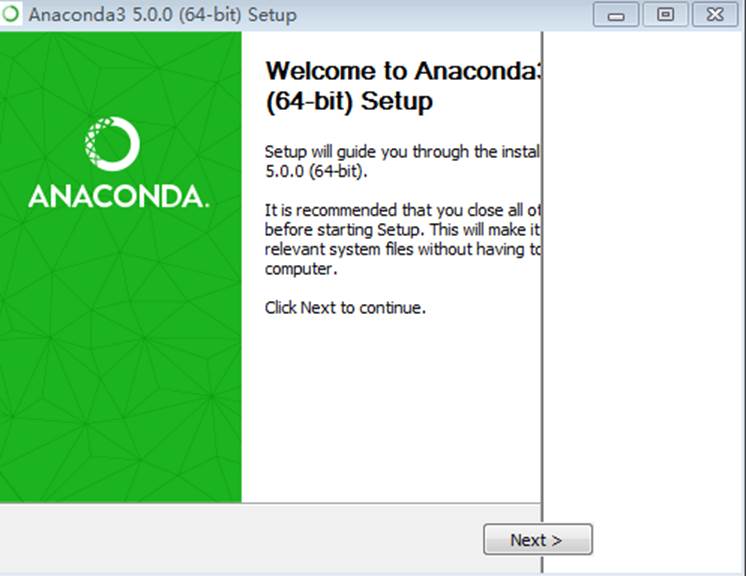 Anaconda3 5.0.0 (64-bit) Setup
Welcome to Anaconda3
(64-bit) Setup
ANACONDA.
Setup will guide you through the instal
5.0.0 (64-bit).
It is recommended that you close all ot
before starting Setup. This will make it
relevant system files without having to
computer.
Click Next to continue.
Next >